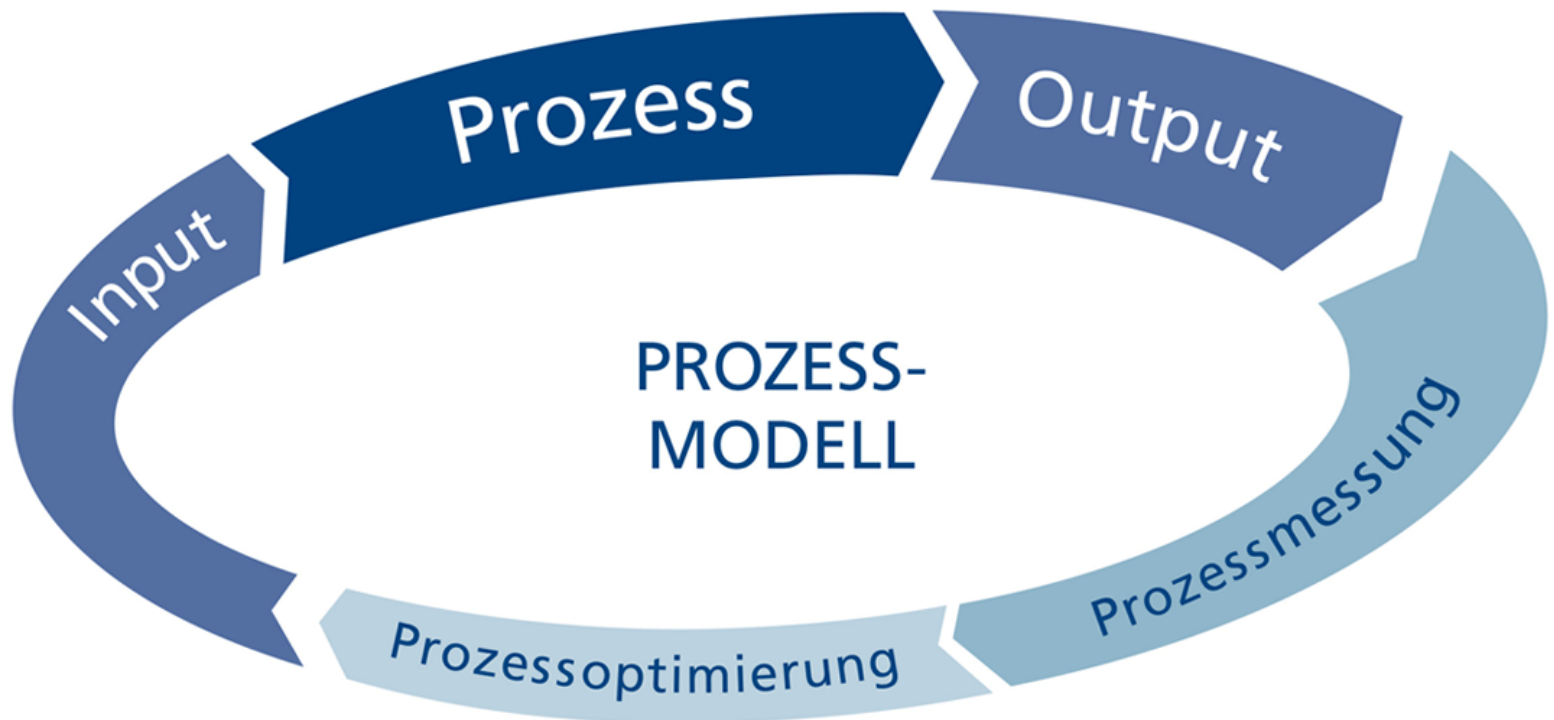 Prozess
Output
Input
PROZESS-
MODELL
Prozessmessung
Prozessoptimierung